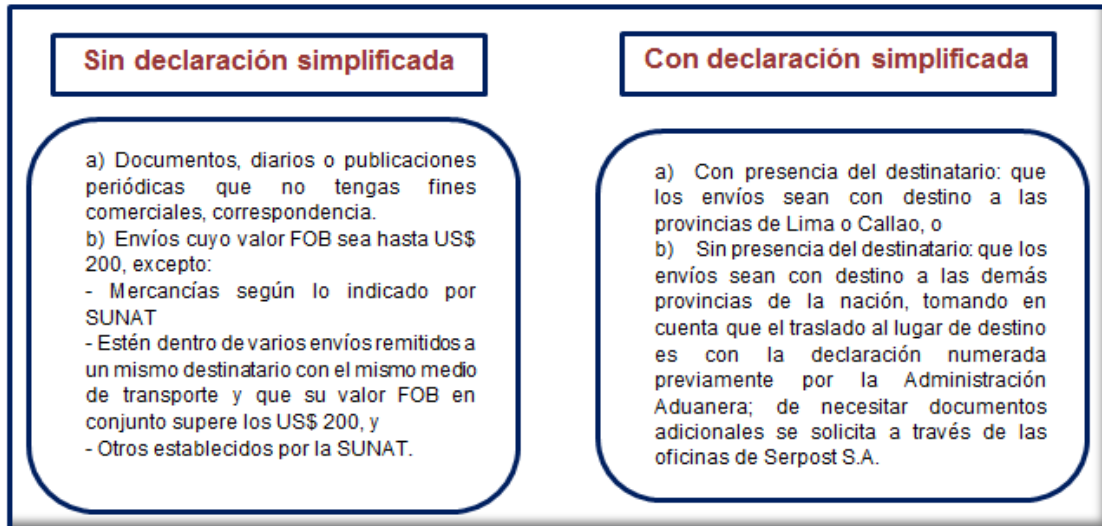 Sin declaración simplificada
a) Documentos, diarios o publicaciones
periódicas que no tengas fines
comerciales, correspondencia.
b) Envíos cuyo valor FOB sea hasta US$
200, excepto:
- Mercancías según lo indicado por
SUNAT
- Estén dentro de varios envíos remitidos a
un mismo destinatario con el mismo medio
de transporte y que su valor FOB en
conjunto supere los US$ 200, y
- Otros establecidos por la SUNAT.
Con declaración simplificada
a) Con presencia del destinatario: que
los envíos sean con destino a las
provincias de Lima o Callao, o
b) Sin presencia del destinatario: que los
envíos sean con destino a las demás
provincias de la nación, tomando en
cuenta que el traslado al lugar de destino
es con la declaración numerada
previamente por la Administración
Aduanera; de necesitar documentos
adicionales se solicita a través de las
oficinas de Serpost S.A.